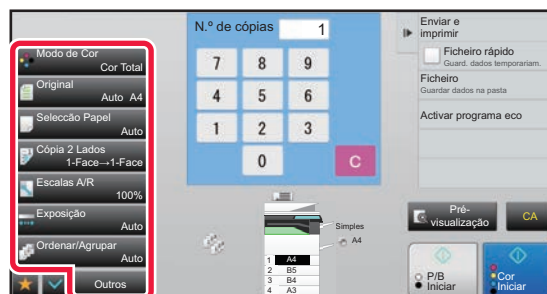 Modo de Cor
Cor Total
Original
Auto A4
Seleccão Papel
Auto
Cópia 2 Lados
1-Face→1-Face
Escalas A/R
100%
Exposição
Auto
Ordenar/Agrupar
Auto
Outros
N.º de cópias 1
7 8 9
4 5 6
1 2 3
0 C
Simples
A4
1 A4
2 B5
3 B4
4 A3
Enviar e
imprimir
Ficheiro rápido
Guard. dados temporariam.
Ficheiro
Guardar dados na pasta
Activar programa eco
Pré-
visualização
CA
P/B
Iniciar
Cor
Iniciar